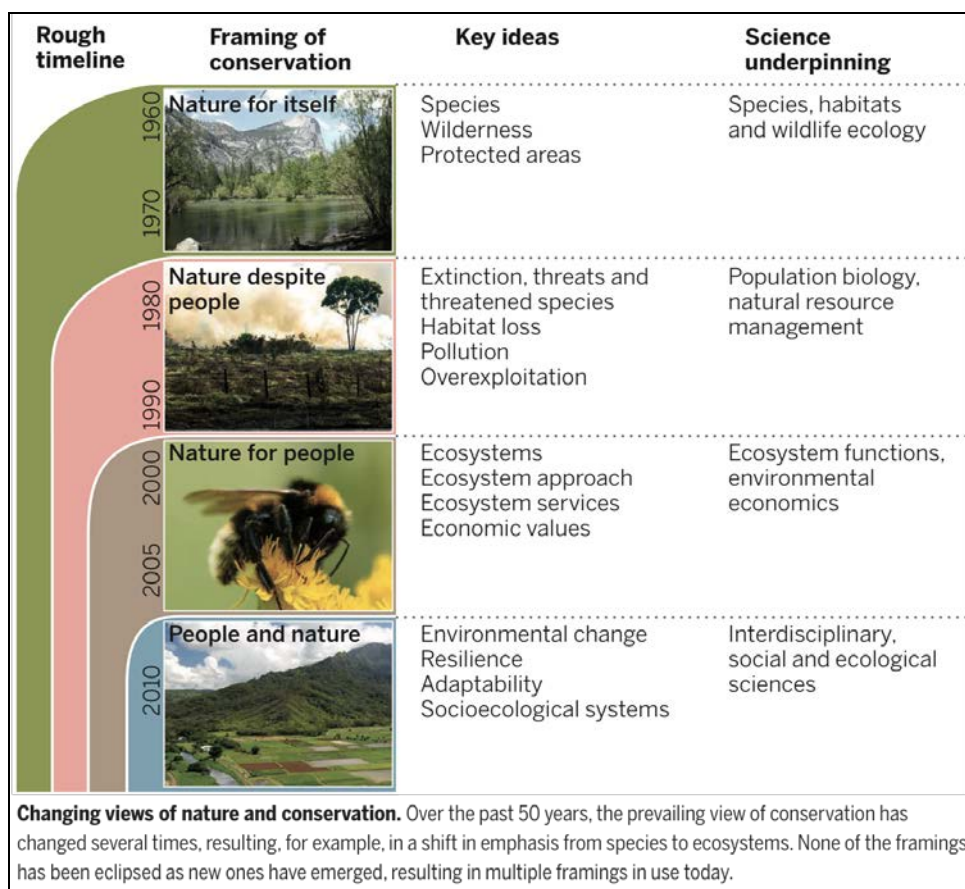 Rough
timeline
Framing of
conservation
Key ideas
Science
underpinning
1960
1970
Nature for itself
Species
Wilderness
Protected areas
Species, habitats
and wildlife ecology
1980
1990
Nature despite
people
Extinction, threats and
threatened species
Habitat loss
Pollution
Overexploitation
Population biology,
natural resource
management
2000
2005
Nature for people
Ecosystems
Ecosystem approach
Ecosystem services
Economic values
Ecosystem functions,
environmental
economics
2010
People and nature
Environmental change
Resilience
Adaptability
Socioecological systems
Interdisciplinary,
social and ecological
sciences
Changing views of nature and conservation. Over the past 50 years, the prevailing view of conservation has
changed several times, resulting, for example, in a shift in emphasis from species to ecosystems. None of the framings
has been eclipsed as new ones have emerged, resulting in multiple framings in use today.